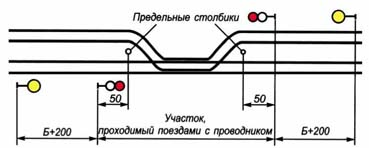 Предельные столбики
50
50
Участок,
проходимый поездами с проводником
Б+200
Б+200